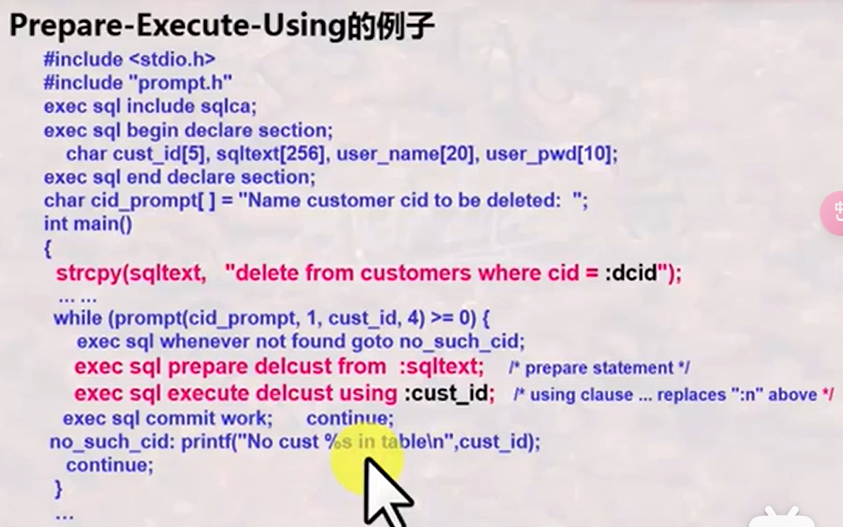 Prepare-Execute-Using的例子
#include <stdio.h>
#include "prompt.h"
exec sql include sqlca;
exec sql begin declare section;
char cust_id[5], sqltext[256], user_name[20], user_pwd[10];
exec sql end declare section;
char cid_prompt[ ] = "Name customer cid to be deleted:  ";
int main()
{
strcpy(sqltext,   "delete from customers where cid = :dcid");
... ...
while (prompt(cid_prompt, 1, cust_id, 4) >= 0) {
exec sql whenever not found goto no_such_cid;
exec sql prepare delcust from  :sqltext;    /* prepare statement */
exec sql execute delcust using :cust_id;   /* using clause ... replaces ":n" above */
exec sql commit work;      continue;
no_such_cid: printf("No cust %s in table\n",cust_id);
continue;
}
...